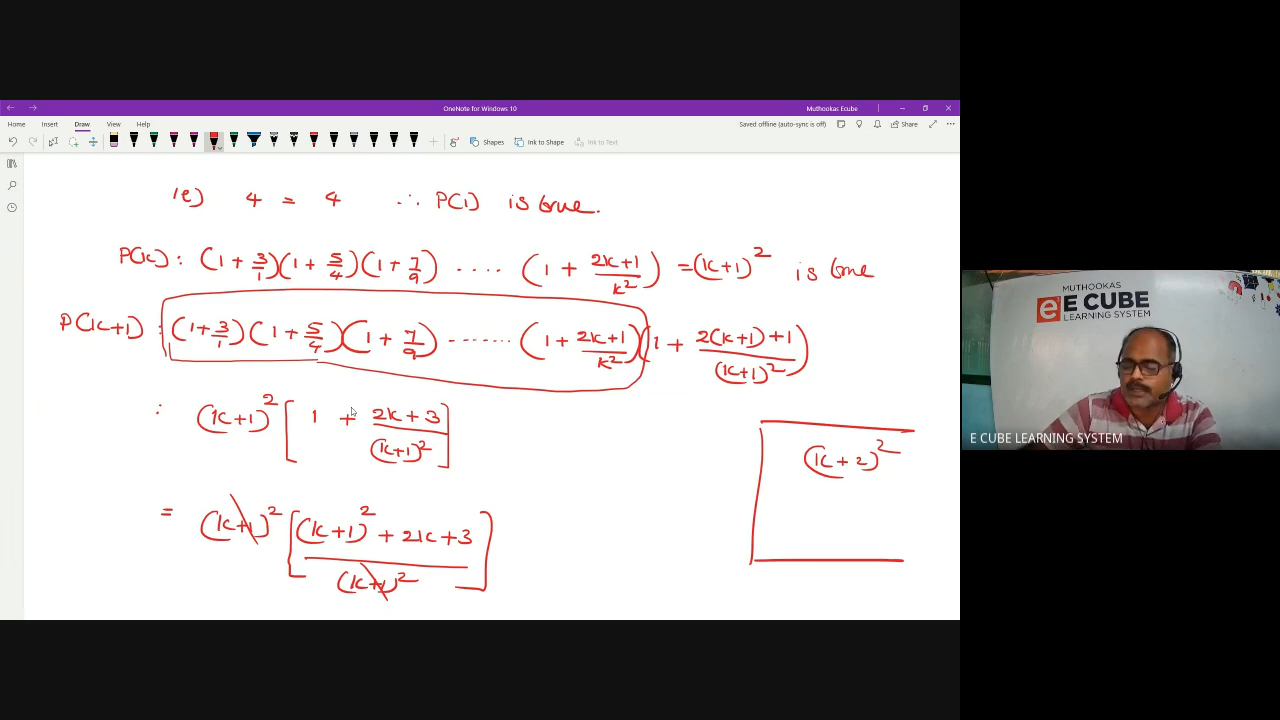 OneNote for Windows 10
Muthookas Ecube
Home Insert Draw View Help
Saved offline (auto-sync is off) Share
Shapes Ink to Shape Ink to Text
ie) 4 = 4 ∴ P(1) is true.
P(k) : (1 + 3/1)(1 + 5/4)(1 + 7/9) .... (1 + 2k+1/k²) = (k+1)² is true
P(k+1) : (1 + 3/1)(1 + 5/4)(1 + 7/9) ...... (1 + 2k+1/k²)(1 + 2(k+1)+1/(k+1)²)
: (k+1)² [1 + 2k+3/(k+1)²]
(k+2)²
= (k+1)² [(k+1)² + 2k+3/(k+1)²]
MUTHOOKAS
E CUBE
LEARNING SYSTEM
E CUBE LEARNING SYSTEM